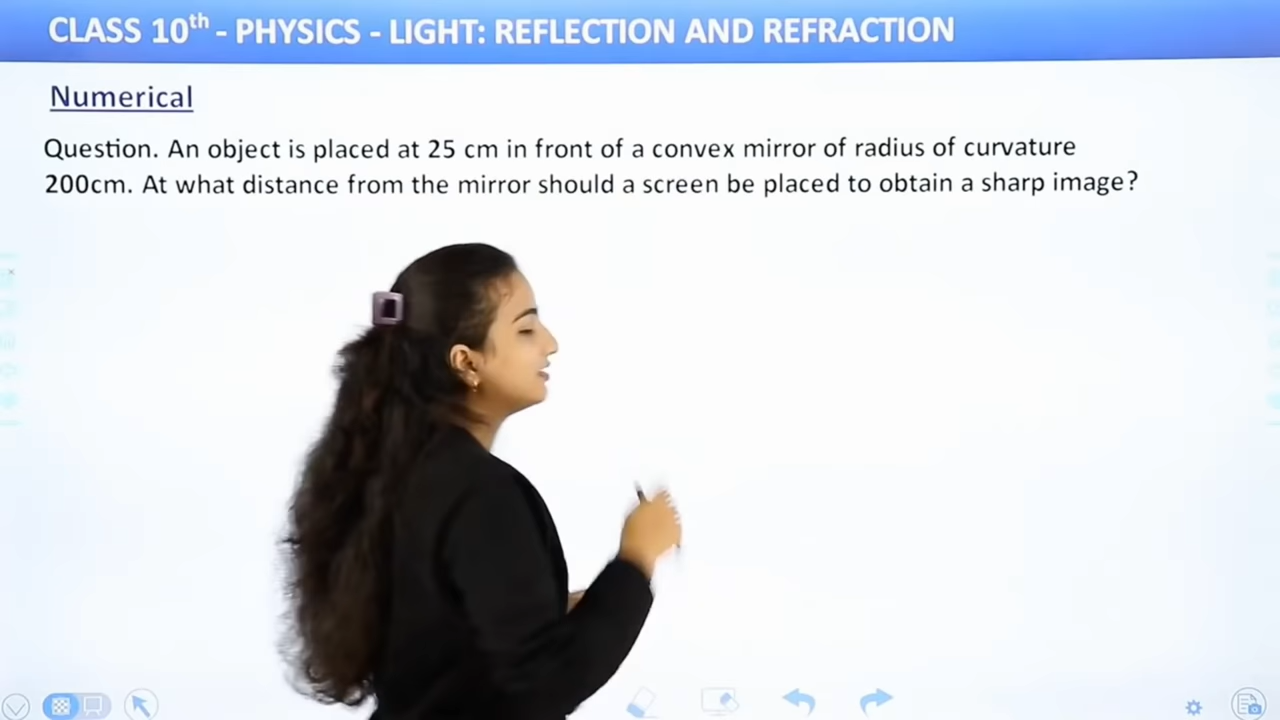 CLASS 10th - PHYSICS - LIGHT: REFLECTION AND REFRACTION
Numerical
Question. An object is placed at 25 cm in front of a convex mirror of radius of curvature
200cm. At what distance from the mirror should a screen be placed to obtain a sharp image?